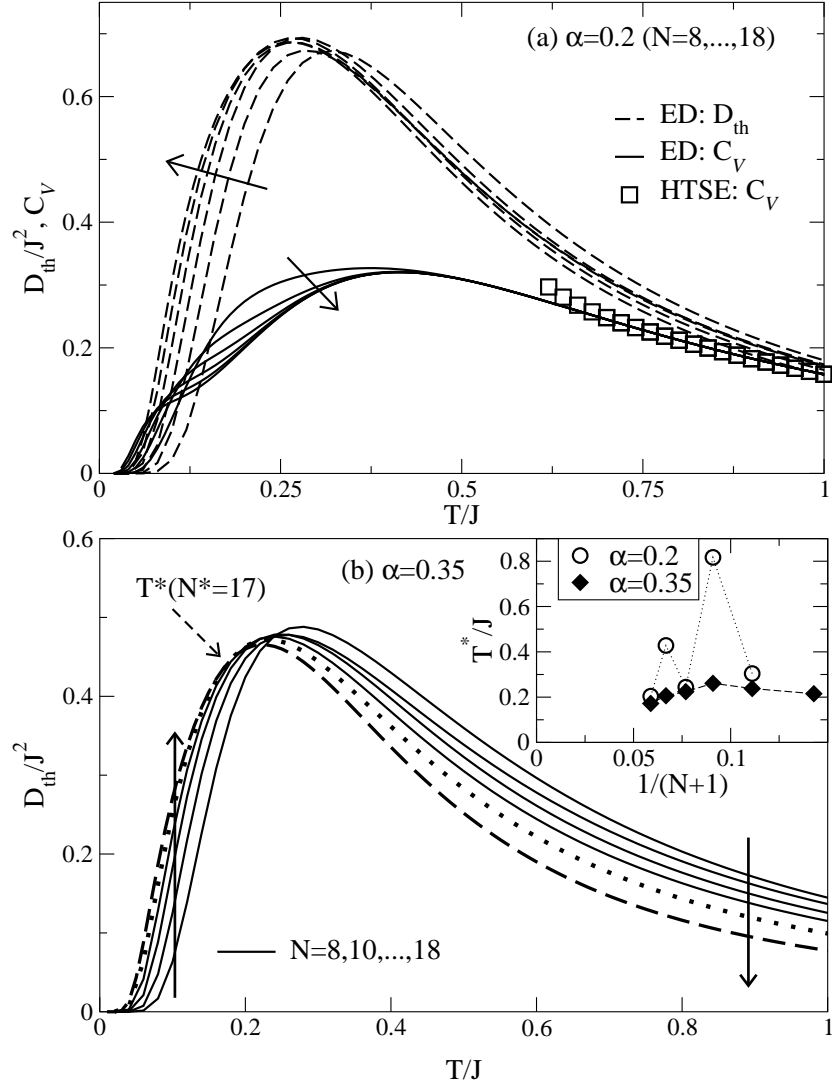 (a) α=0.2 (N=8,...,18)
ED: D_th
ED: C_V
HTSE: C_V
D_th/J^2, C_V
0.6
0.4
0.2
0
0 0.25 0.5 0.75 1
T/J
(b) α=0.35
T*(N*=17)
N=8,10,...,18
D_th/J^2
0.6
0.4
0.2
0
0 0.2 0.4 0.6 0.8 1
T/J
α=0.2
α=0.35
T^*/J
0.8
0.6
0.4
0.2
0
0 0.05 0.1
1/(N+1)